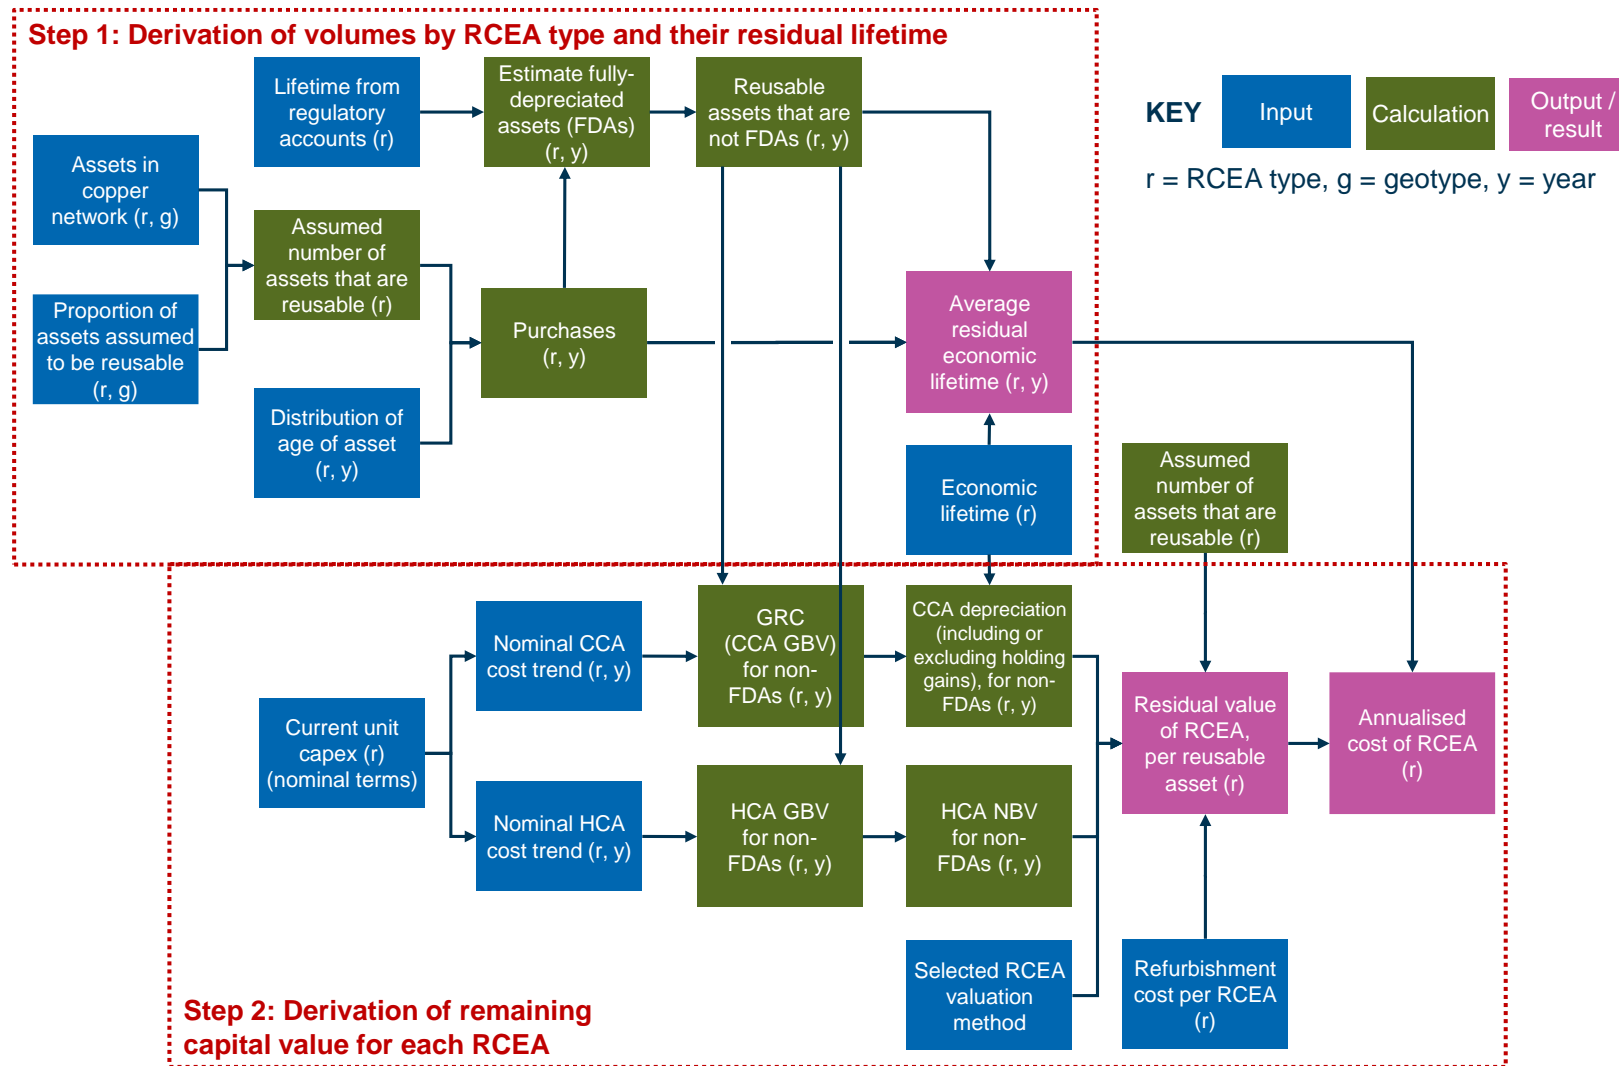 Step 1: Derivation of volumes by RCEA type and their residual lifetime
Lifetime from
regulatory
accounts (r)
Estimate fully-
depreciated
assets (FDAs)
(r, y)
Reusable
assets that are
not FDAs (r, y)
KEY
Input
Calculation
Output /
result
r = RCEA type, g = geotype, y = year
Assets in
copper
network (r, g)
Assumed
number of
assets that are
reusable (r)
Proportion of
assets assumed
to be reusable
(r, g)
Purchases
(r, y)
Average
residual
economic
lifetime (r, y)
Distribution of
age of asset
(r, y)
Economic
lifetime (r)
Assumed
number of
assets that are
reusable (r)
Nominal CCA
cost trend (r, y)
GRC
(CCA GBV)
for non-
FDAs (r, y)
CCA depreciation
(including or
excluding holding
gains), for non-
FDAs (r, y)
Current unit
capex (r)
(nominal terms)
Residual value
of RCEA,
per reusable
asset (r)
Annualised
cost of RCEA
(r)
Nominal HCA
cost trend (r, y)
HCA GBV
for non-
FDAs (r, y)
HCA NBV
for non-
FDAs (r, y)
Selected RCEA
valuation
method
Refurbishment
cost per RCEA
(r)
Step 2: Derivation of remaining
capital value for each RCEA